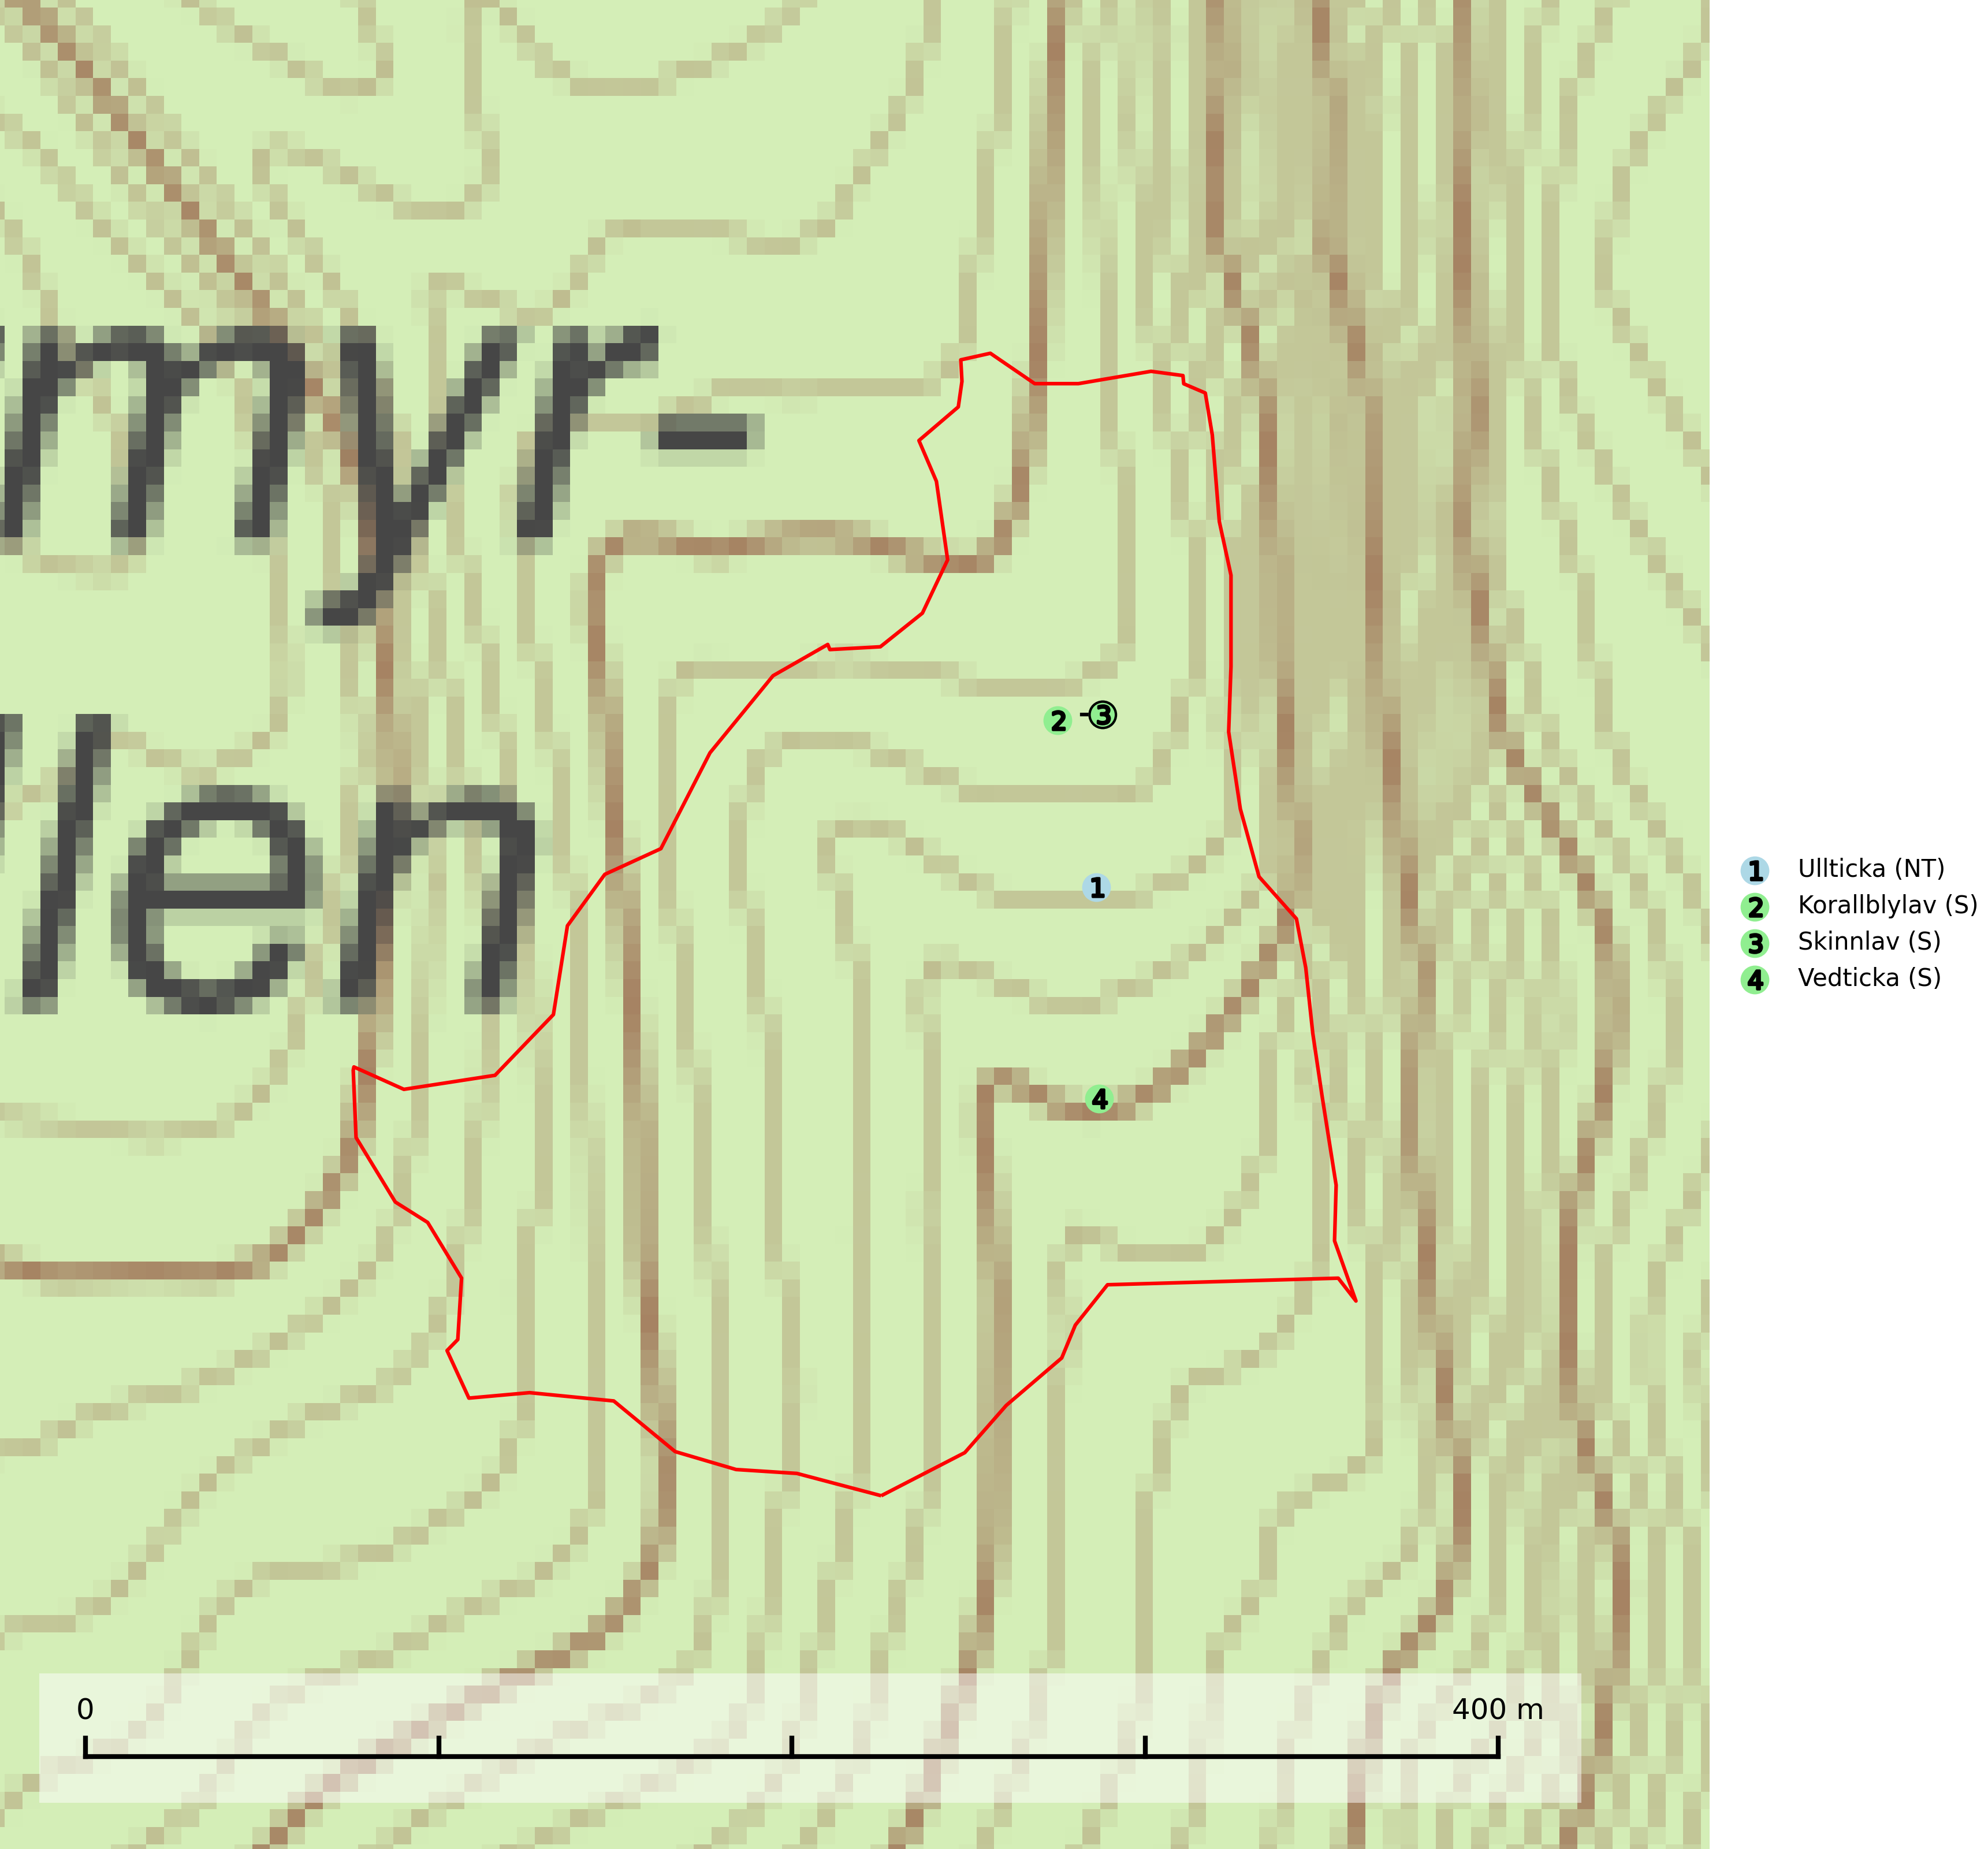 myr-
len
2
3
1
4
0
400 m
1 Ullticka (NT)
2 Korallblylav (S)
3 Skinnlav (S)
4 Vedticka (S)